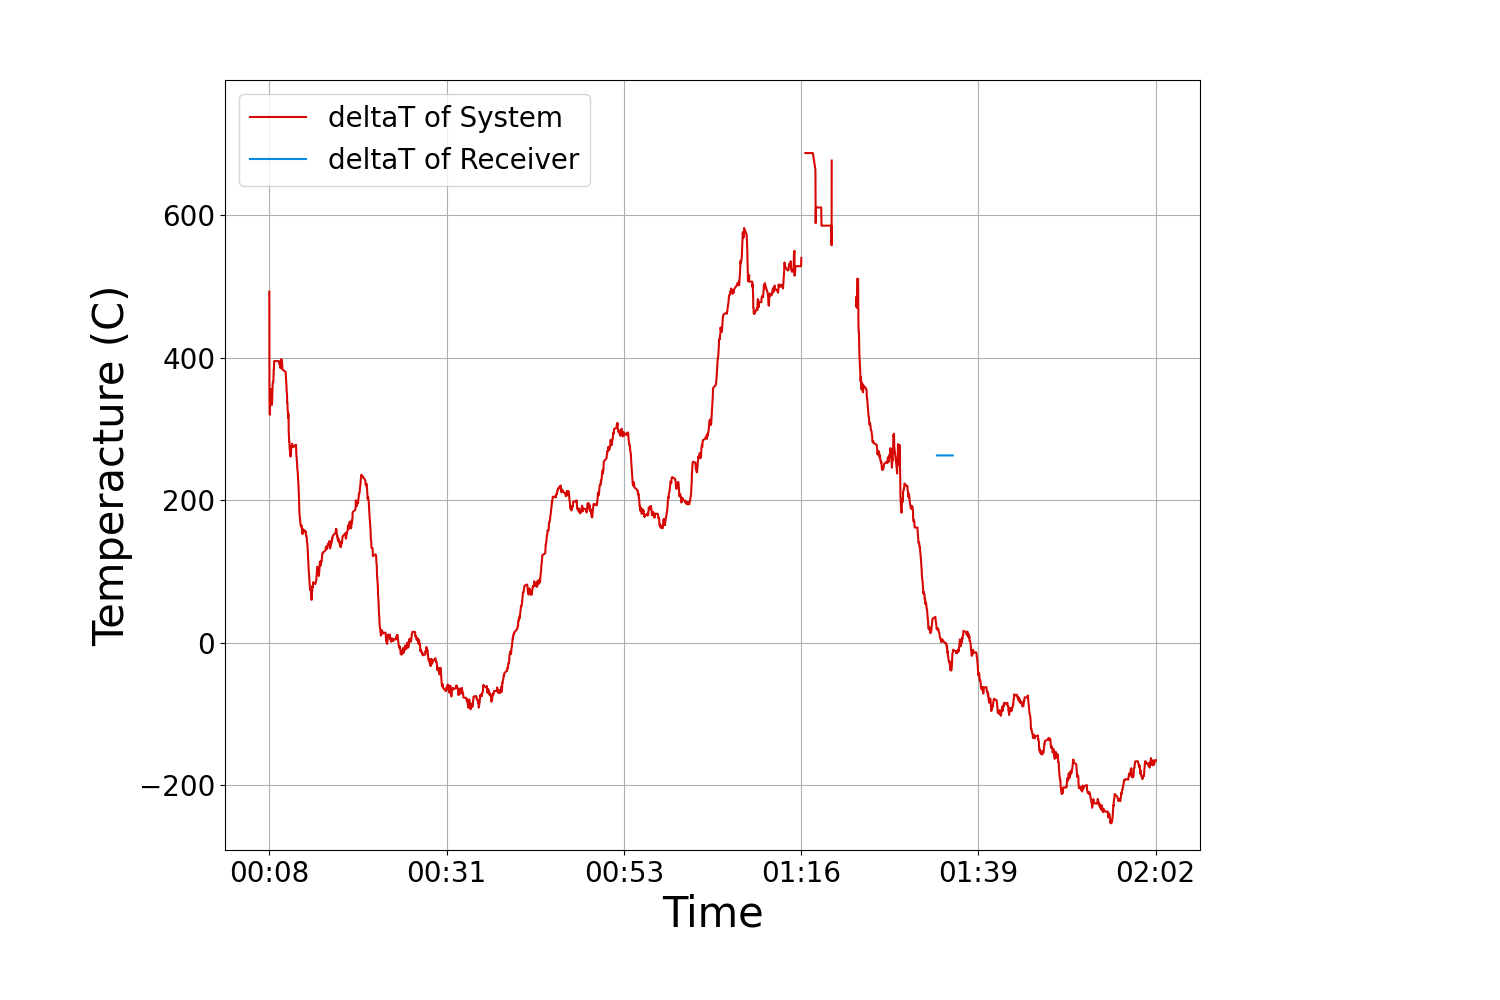 deltaT of System
deltaT of Receiver
Temperacture (C)
600
400
200
0
−200
00:08 00:31 00:53 01:16 01:39 02:02
Time